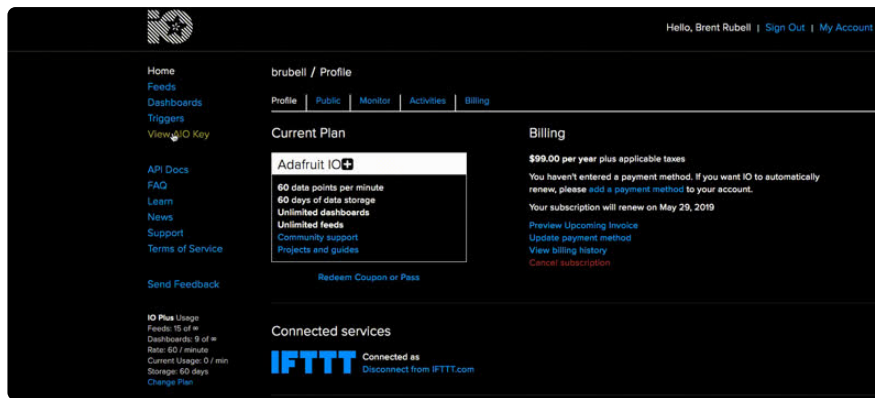 iO
Hello, Brent Rubell | Sign Out | My Account
Home
Feeds
Dashboards
Triggers
View AIO Key
API Docs
FAQ
Learn
News
Support
Terms of Service
Send Feedback
IO Plus Usage
Feeds: 15 of ∞
Dashboards: 9 of ∞
Rate: 60 / minute
Current Usage: 0 / min
Storage: 60 days
Change Plan
brubell / Profile
Profile | Public | Monitor | Activities | Billing
Current Plan
Adafruit IO+
60 data points per minute
60 days of data storage
Unlimited dashboards
Unlimited feeds
Community support
Projects and guides
Redeem Coupon or Pass
Billing
$99.00 per year plus applicable taxes
You haven't entered a payment method. If you want IO to automatically
renew, please add a payment method to your account.
Your subscription will renew on May 29, 2019
Preview Upcoming Invoice
Update payment method
View billing history
Cancel subscription
Connected services
IFTTT
Connected as
Disconnect from IFTTT.com